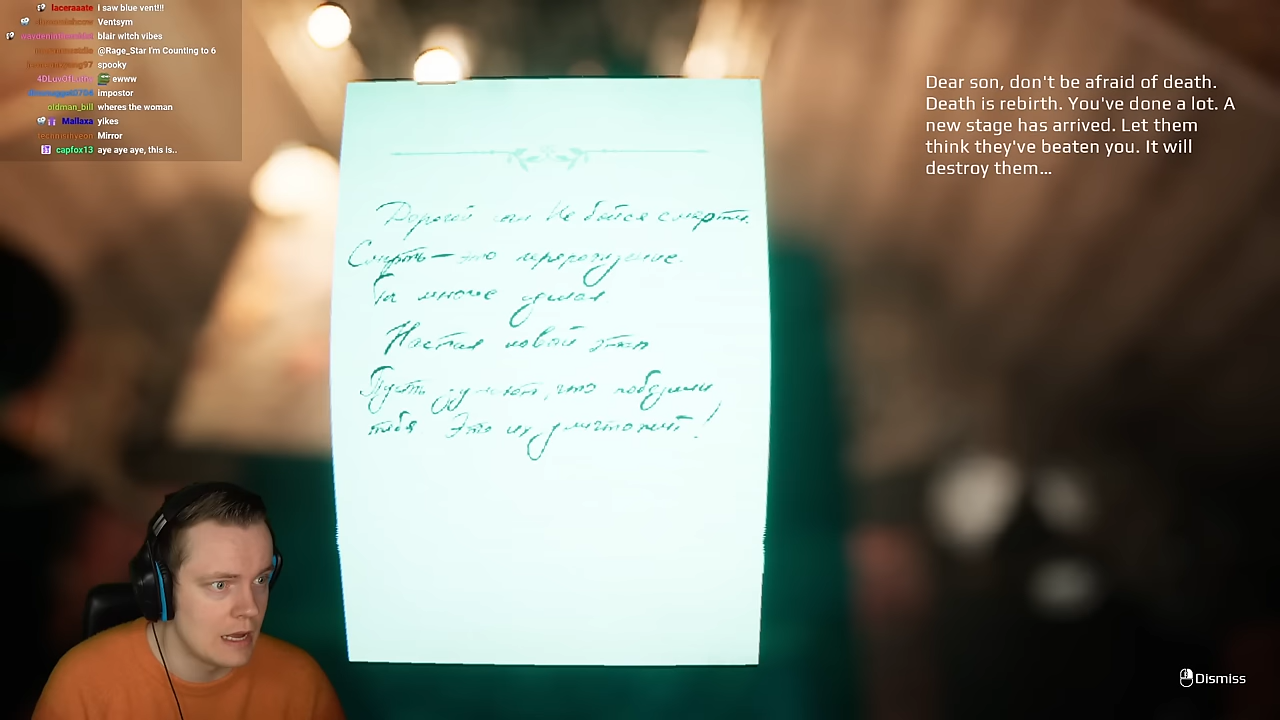 laceraaate I saw blue vent!!!
Ventsym
blair witch vibes
@Rage_Star I'm Counting to 6
spooky
ewww
impostor
oldman_bill wheres the woman
Mallaxa yikes
Mirror
capfox13 aye aye aye, this is..
Dear son, don't be afraid of death.
Death is rebirth. You've done a lot. A
new stage has arrived. Let them
think they've beaten you. It will
destroy them...
Дорогой сын Не бойся смерти.
Смерть — это перерождение.
Ты многое сделал
Настал новый этап
Пусть думают, что победили
тебя Это их уничтожит!
Dismiss